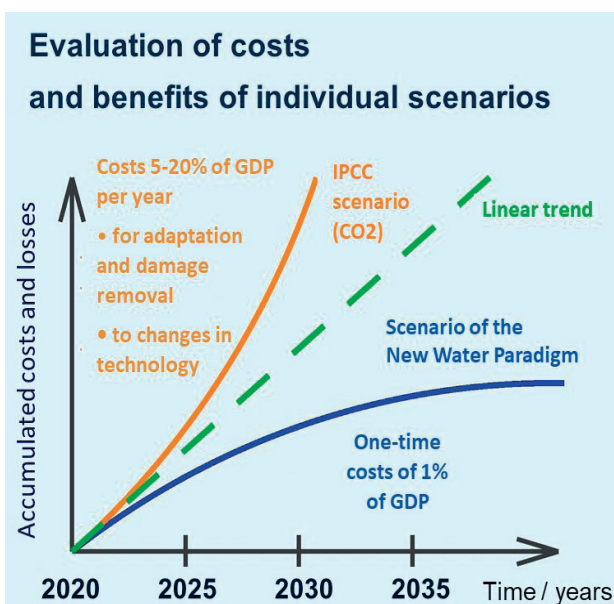 Evaluation of costs
and benefits of individual scenarios
Costs 5-20% of GDP
per year
• for adaptation
and damage
removal
• to changes in
technology
IPCC
scenario
(CO2)
Linear trend
Scenario of the
New Water Paradigm
One-time
costs of 1%
of GDP
Accumulated costs and losses
2020 2025 2030 2035 Time / years